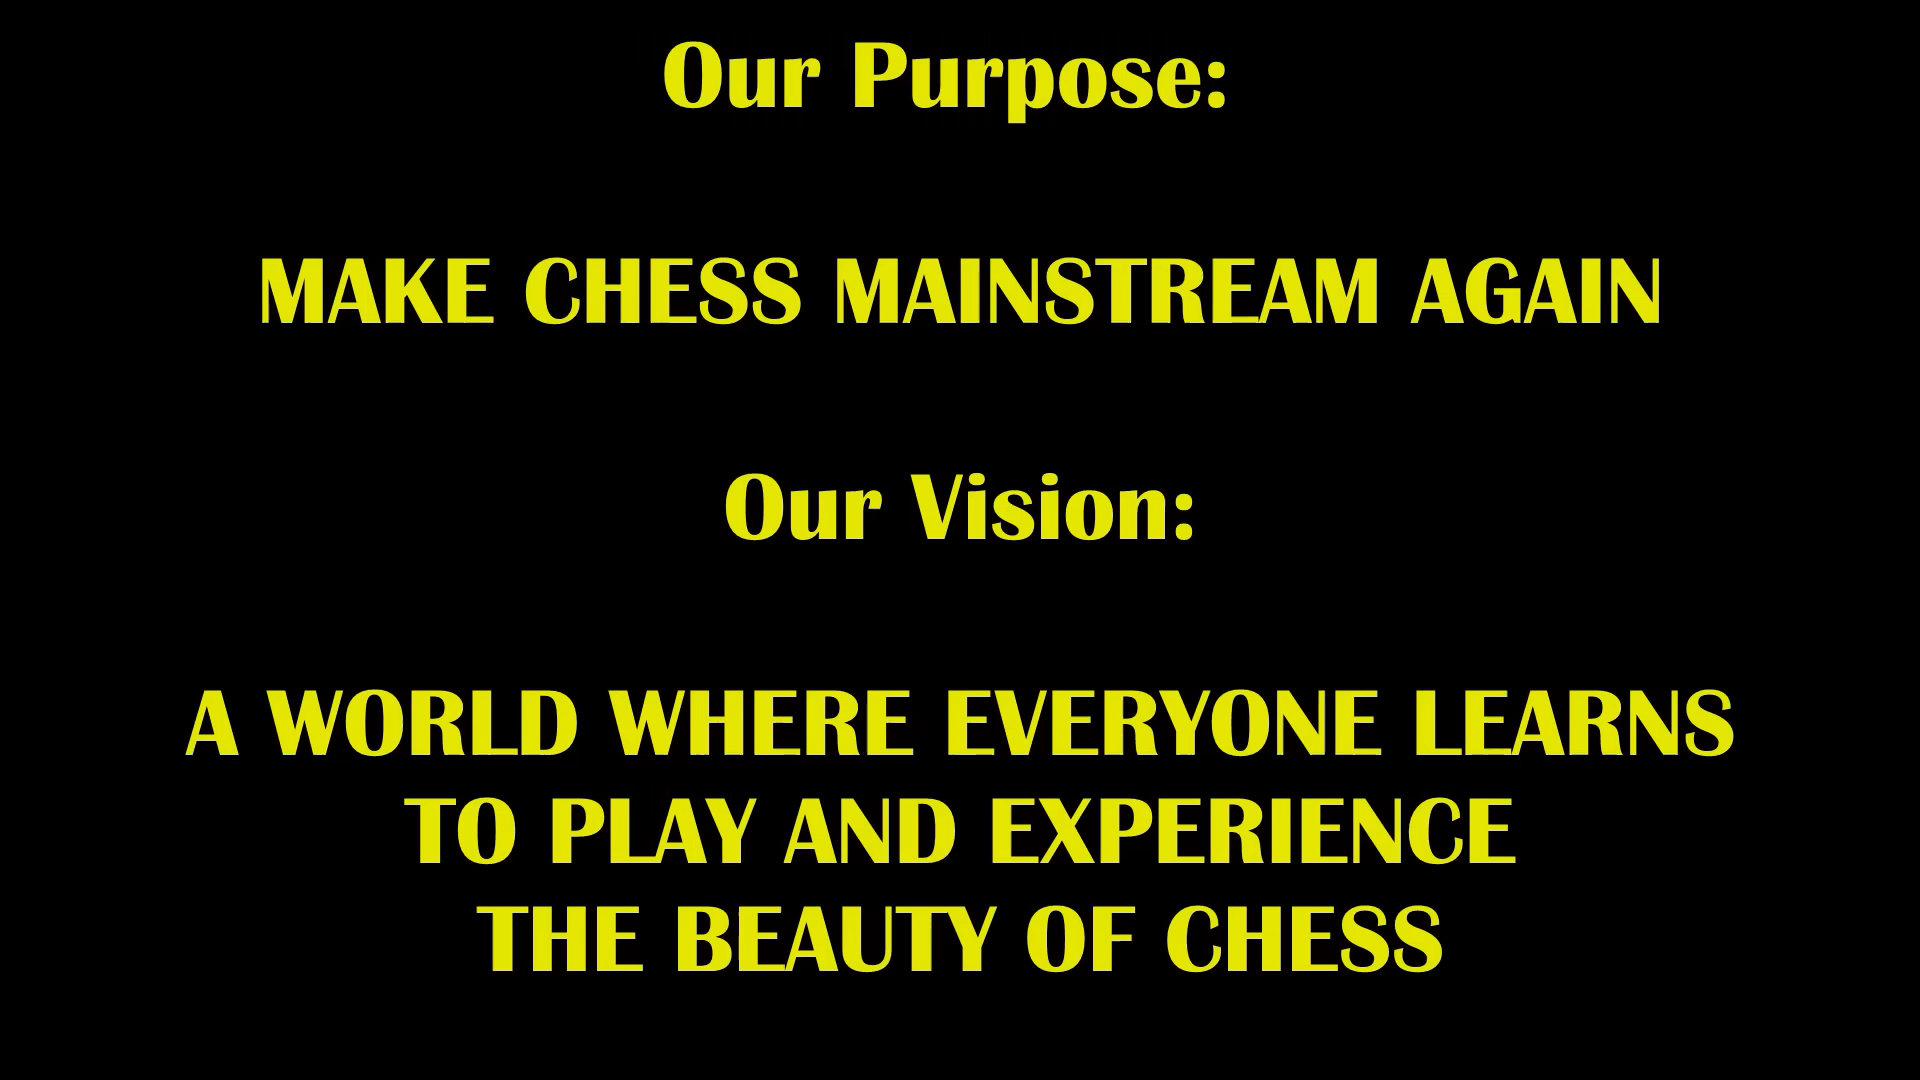 Our Purpose:
MAKE CHESS MAINSTREAM AGAIN
Our Vision:
A WORLD WHERE EVERYONE LEARNS
TO PLAY AND EXPERIENCE
THE BEAUTY OF CHESS